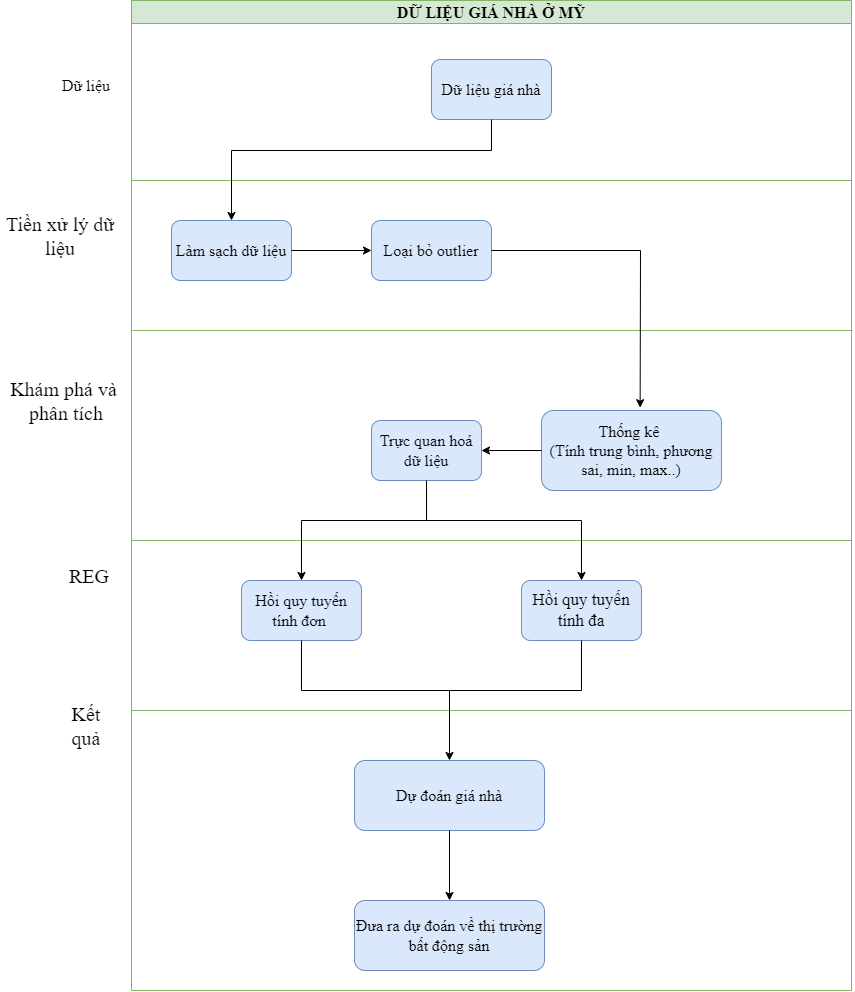 DỮ LIỆU GIÁ NHÀ Ở MỸ
Dữ liệu
Dữ liệu giá nhà
Tiền xử lý dữ
liệu
Làm sạch dữ liệu
Loại bỏ outlier
Khám phá và
phân tích
Trực quan hoá
dữ liệu
Thống kê
(Tính trung bình, phương
sai, min, max..)
REG
Hồi quy tuyến
tính đơn
Hồi quy tuyến
tính đa
Kết
quả
Dự đoán giá nhà
Đưa ra dự đoán về thị trường
bất động sản